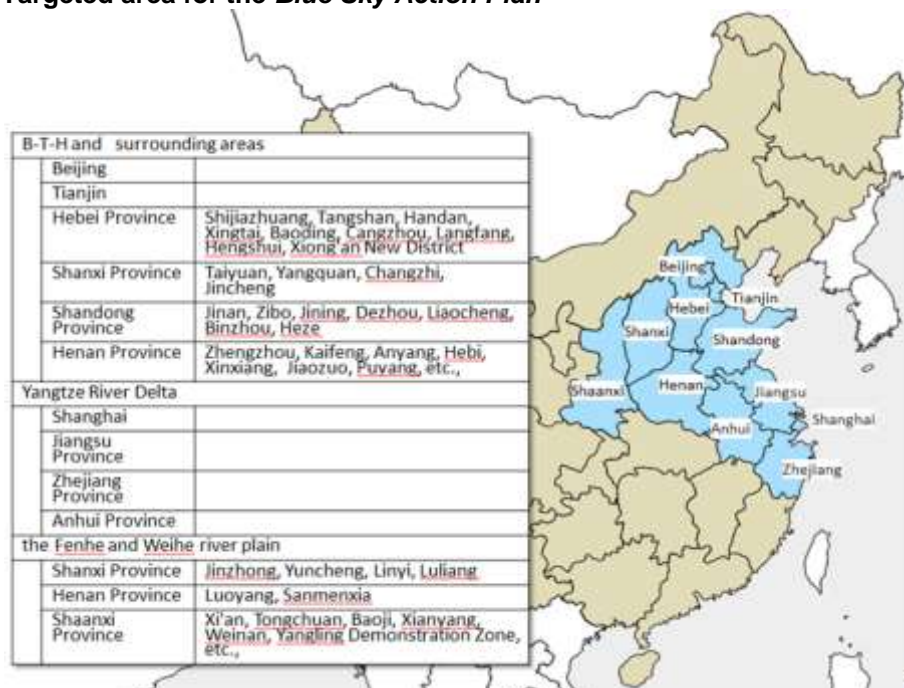 Targeted area for the Blue Sky Action Plan
B-T-H and surrounding areas
Beijing
Tianjin
Hebei Province
Shijiazhuang, Tangshan, Handan,
Xingtai, Baoding, Cangzhou, Langfang,
Hengshui, Xiong'an New District
Shanxi Province
Taiyuan, Yangquan, Changzhi,
Jincheng
Shandong
Province
Jinan, Zibo, Jining, Dezhou, Liaocheng,
Binzhou, Heze
Henan Province
Zhengzhou, Kaifeng, Anyang, Hebi,
Xinxiang, Jiaozuo, Puyang, etc.,
Yangtze River Delta
Shanghai
Jiangsu
Province
Zhejiang
Province
Anhui Province
the Fenhe and Weihe river plain
Shanxi Province
Jinzhong, Yuncheng, Linyi, Luliang
Henan Province
Luoyang, Sanmenxia
Shaanxi
Province
Xi'an, Tongchuan, Baoji, Xianyang,
Weinan, Yangling Demonstration Zone,
etc.,
Beijing
Tianjin
Hebei
Shanxi
Shandong
Shaanxi
Henan
Jiangsu
Shanghai
Anhui
Zhejiang